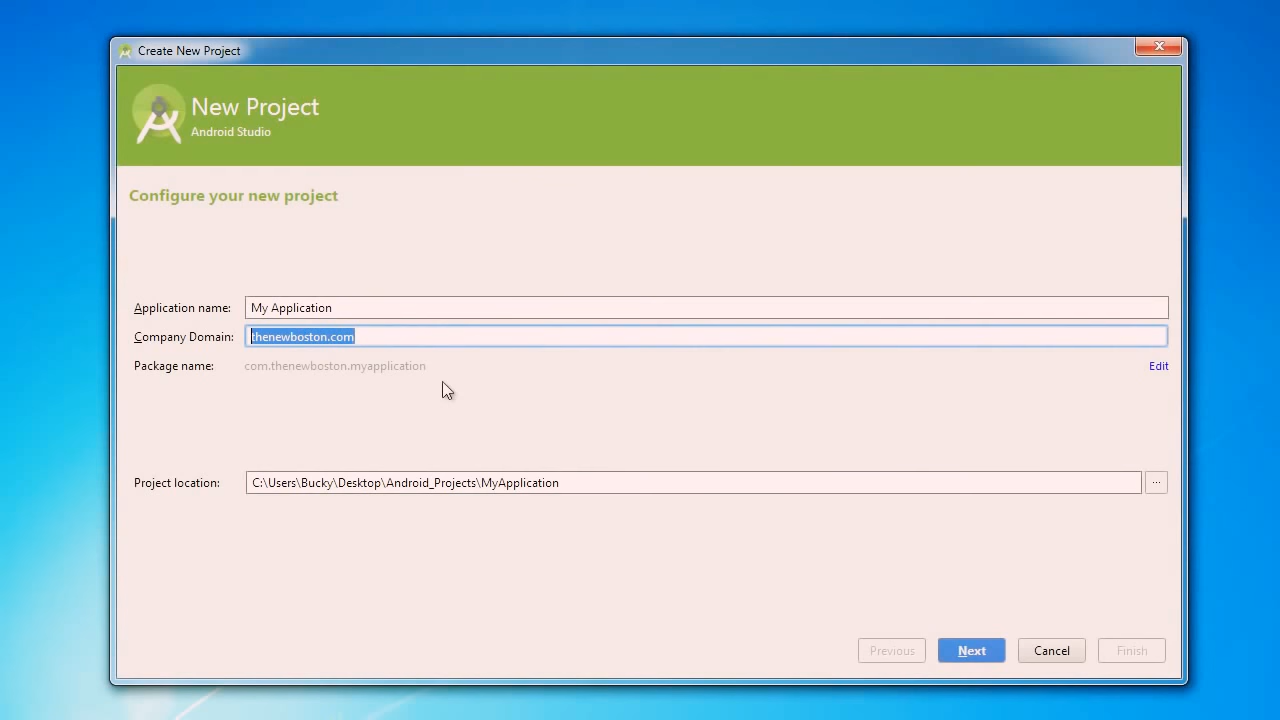 Create New Project
New Project
Android Studio
Configure your new project
Application name: My Application
Company Domain: thenewboston.com
Package name: com.thenewboston.myapplication Edit
Project location: C:\Users\Bucky\Desktop\Android_Projects\MyApplication ...
Previous Next Cancel Finish